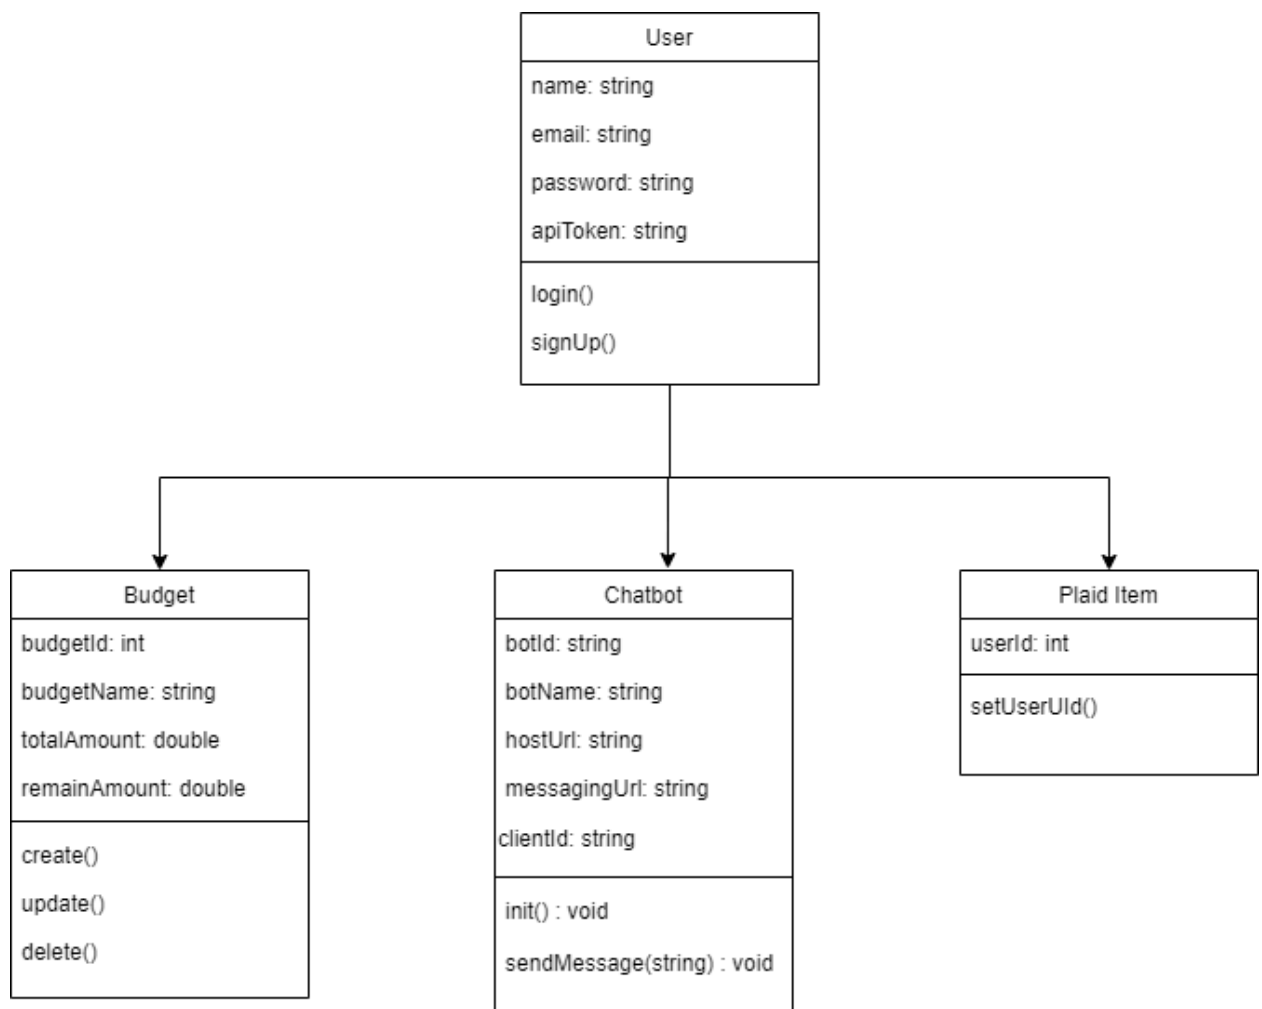 User
name: string
email: string
password: string
apiToken: string
login()
signUp()
Budget
budgetId: int
budgetName: string
totalAmount: double
remainAmount: double
create()
update()
delete()
Chatbot
botId: string
botName: string
hostUrl: string
messagingUrl: string
clientId: string
init() : void
sendMessage(string) : void
Plaid Item
userId: int
setUserUId()